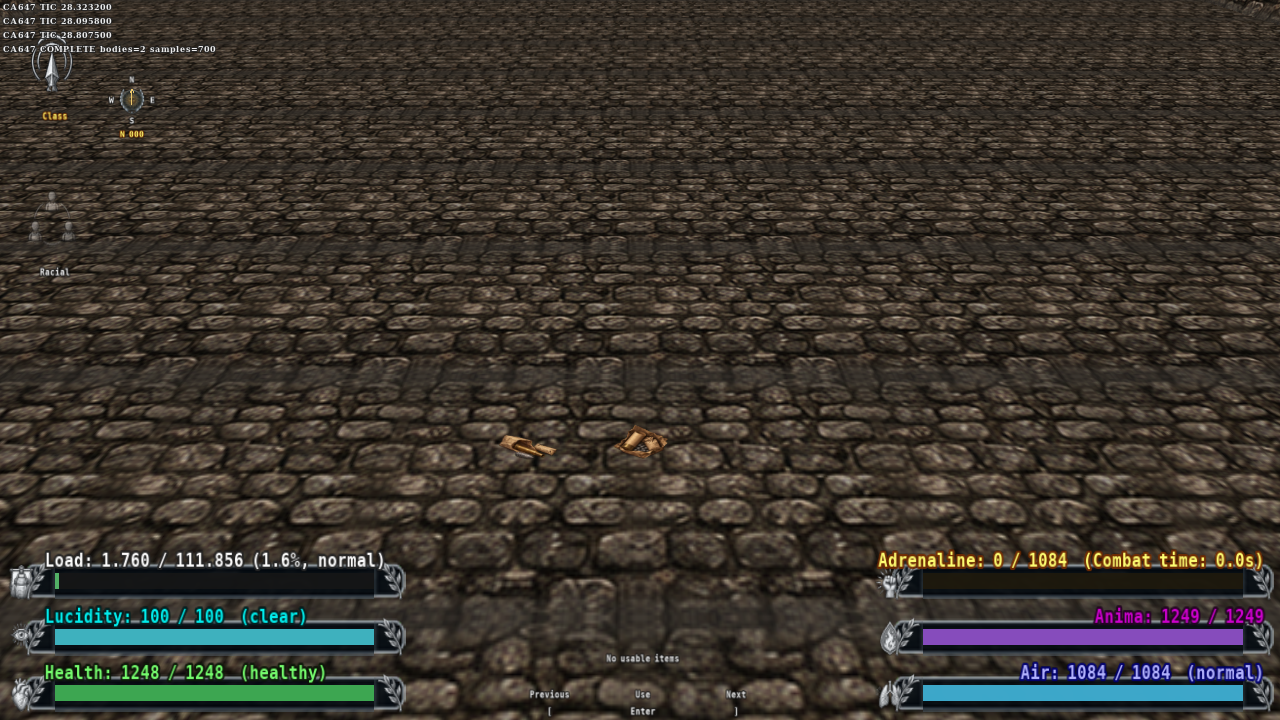 CA647 TIC 28.323200
CA647 TIC 28.095800
CA647 TIC 28.807500
CA647 COMPLETE bodies=2 samples=700
Class
N
W E
S
N 000
Racial
Load: 1.760 / 111.856 (1.6%, normal)
Adrenaline: 0 / 1084 (Combat time: 0.0s)
Lucidity: 100 / 100 (clear)
Anima: 1249 / 1249
No usable items
Health: 1248 / 1248 (healthy)
Air: 1084 / 1084 (normal)
Previous Use Next
[ Enter ]